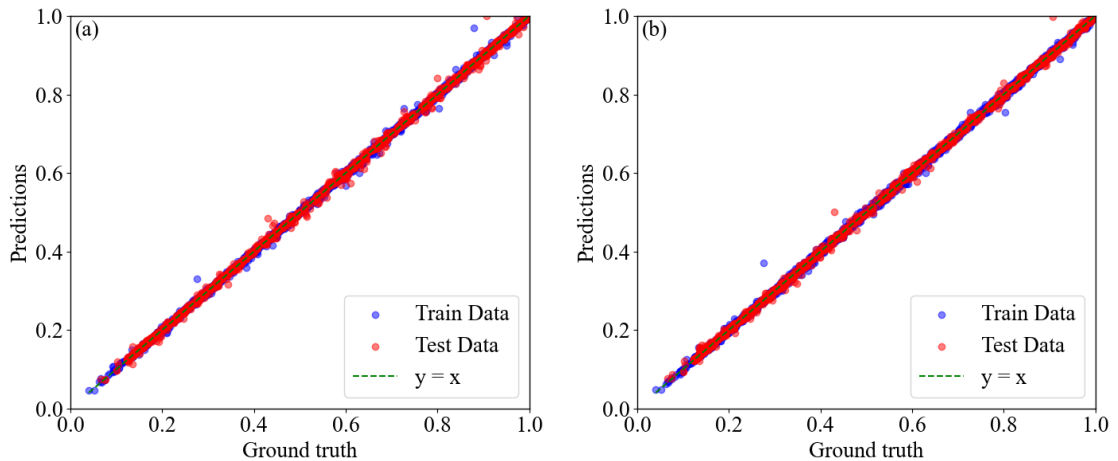 (a)
1.0
0.8
0.6
0.4
0.2
0.0
Predictions
0.0 0.2 0.4 0.6 0.8 1.0
Ground truth
Train Data
Test Data
y = x
(b)
1.0
0.8
0.6
0.4
0.2
0.0
Predictions
0.0 0.2 0.4 0.6 0.8 1.0
Ground truth
Train Data
Test Data
y = x